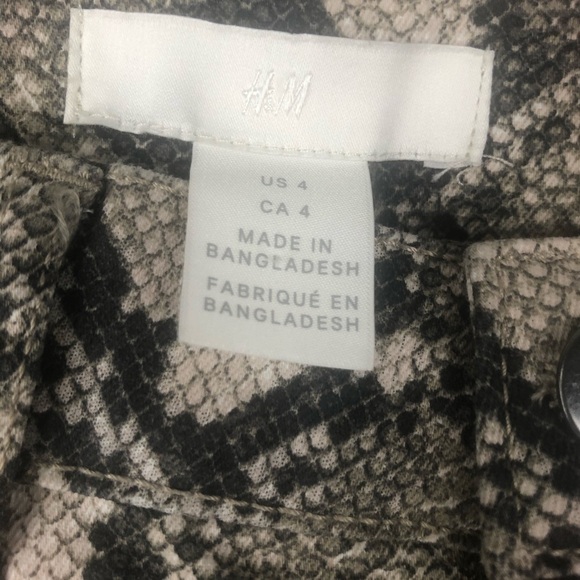 H&M
US 4
CA 4
MADE IN
BANGLADESH
FABRIQUÉ EN
BANGLADESH